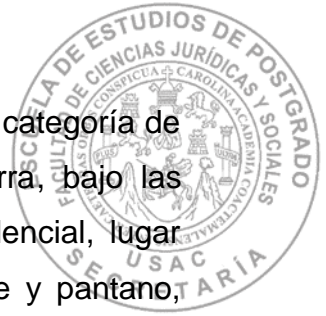 ESCUELA DE ESTUDIOS DE POSTGRADO
FACULTAD DE CIENCIAS JURÍDICAS Y SOCIALES
USAC
SECRETARÍA
categoría de
rra, bajo las
dencial, lugar
e y pantano,